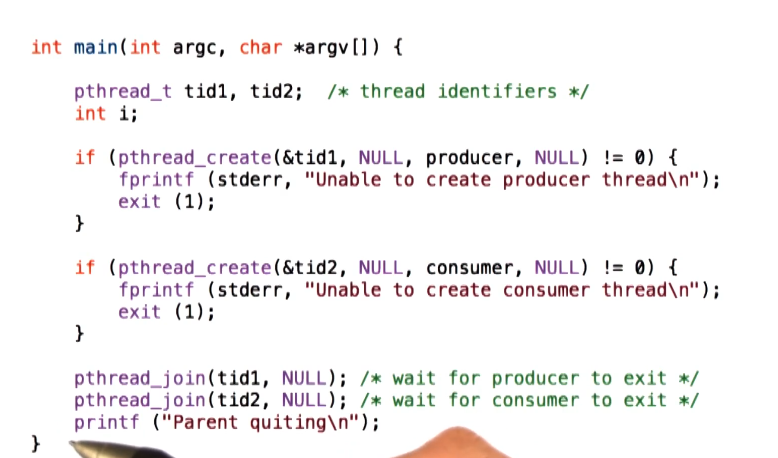 int main(int argc, char *argv[]) {
pthread_t tid1, tid2; /* thread identifiers */
int i;
if (pthread_create(&tid1, NULL, producer, NULL) != 0) {
fprintf (stderr, "Unable to create producer thread\n");
exit (1);
}
if (pthread_create(&tid2, NULL, consumer, NULL) != 0) {
fprintf (stderr, "Unable to create consumer thread\n");
exit (1);
}
pthread_join(tid1, NULL); /* wait for producer to exit */
pthread_join(tid2, NULL); /* wait for consumer to exit */
printf ("Parent quiting\n");
}